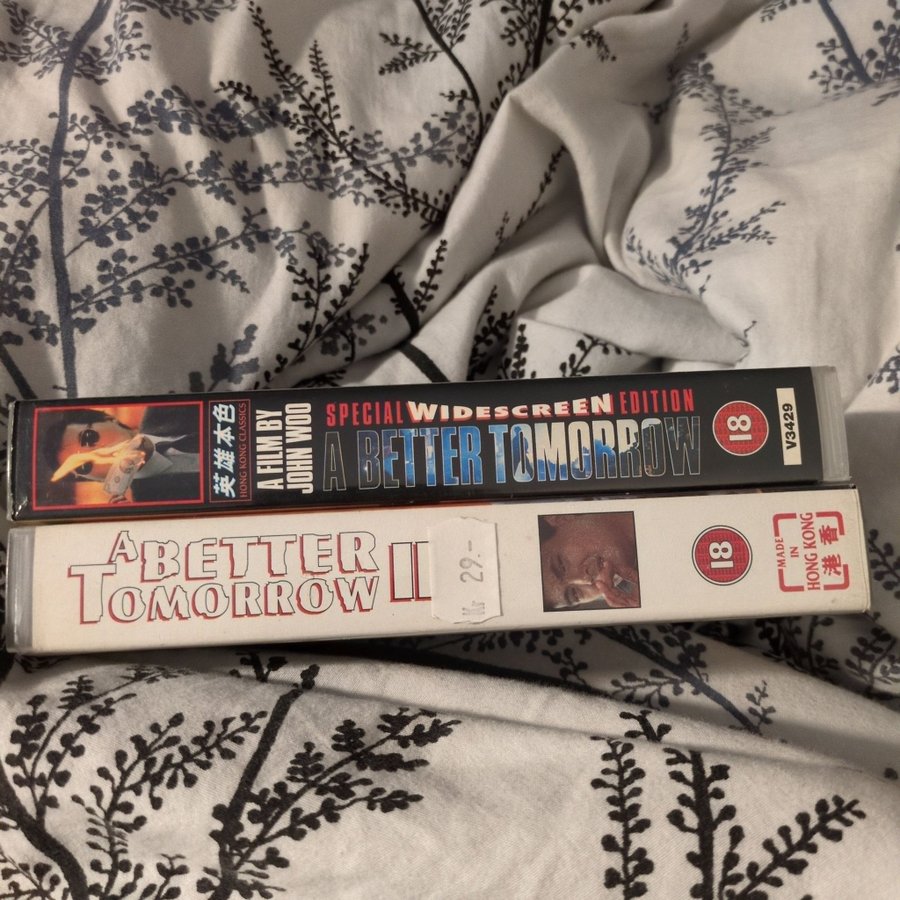 英雄本色
HONG KONG CLASSICS
A FILM BY
JOHN WOO
SPECIAL WIDESCREEN EDITION
A BETTER TOMORROW
18
V3429
A BETTER
TOMORROW II
Kr 29.-
18
MADE
IN
HONG KONG
港香